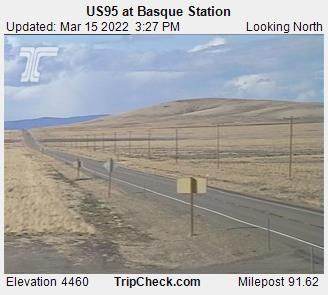 US95 at Basque Station
Updated: Mar 15 2022 3:27 PM Looking North
Elevation 4460 TripCheck.com Milepost 91.62